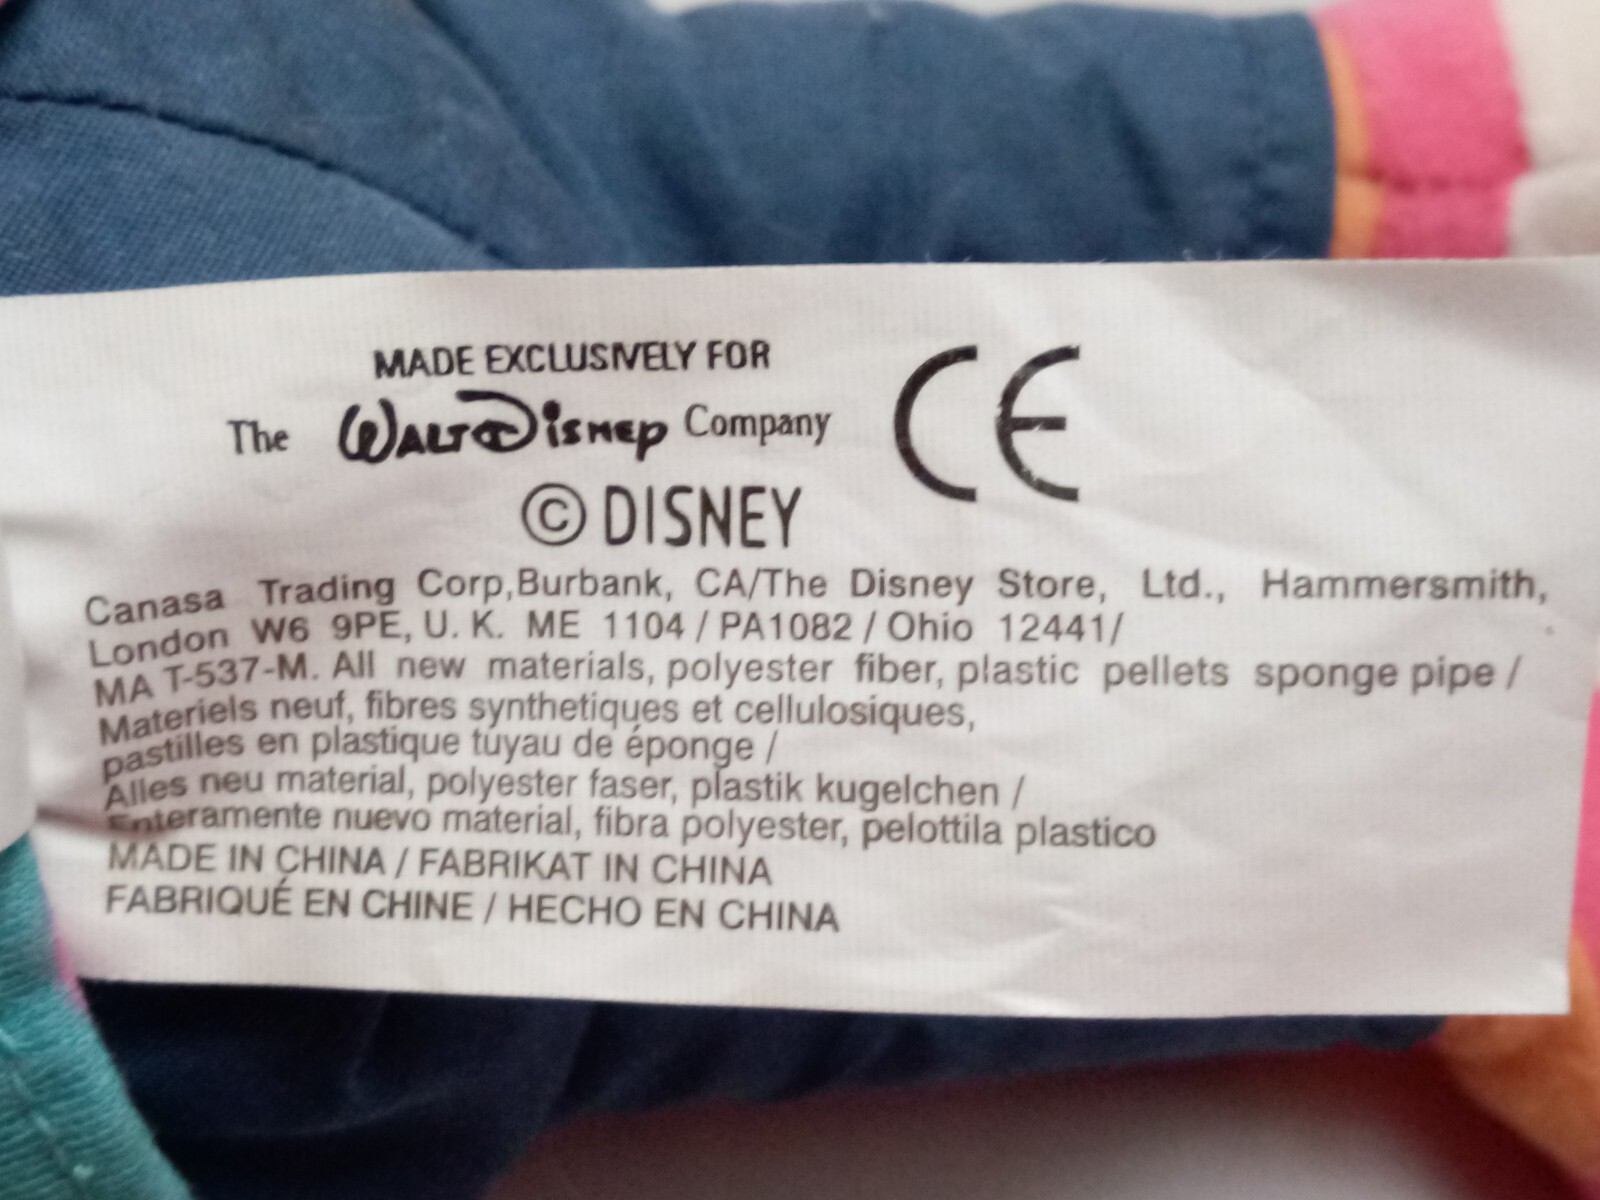 MADE EXCLUSIVELY FOR
The WALT DISNEY Company
CE
© DISNEY
Canasa Trading Corp,Burbank, CA/The Disney Store, Ltd., Hammersmith,
London W6 9PE, U. K. ME 1104 / PA1082 / Ohio 12441/
MA T-537-M. All new materials, polyester fiber, plastic pellets sponge pipe /
Materiels neuf, fibres synthetiques et cellulosiques,
pastilles en plastique tuyau de éponge /
Alles neu material, polyester faser, plastik kugelchen /
Enteramente nuevo material, fibra polyester, pelottila plastico
MADE IN CHINA / FABRIKAT IN CHINA
FABRIQUÉ EN CHINE / HECHO EN CHINA